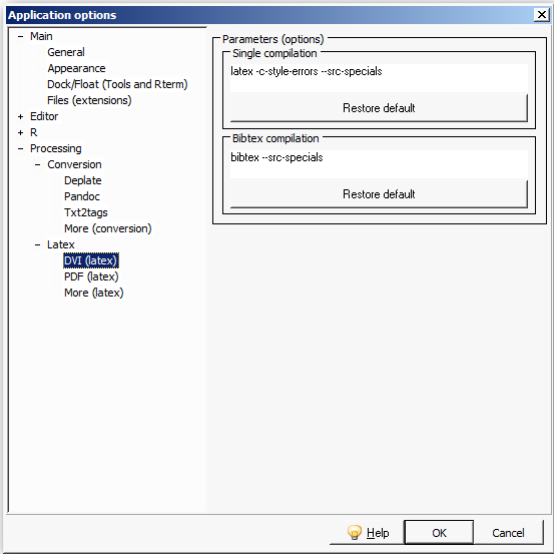 Application options
Main
General
Appearance
Dock/Float (Tools and Rterm)
Files (extensions)
Editor
R
Processing
Conversion
Deplate
Pandoc
Txt2tags
More (conversion)
Latex
DVI (latex)
PDF (latex)
More (latex)
Parameters (options)
Single compilation
latex -c-style-errors --src-specials
Restore default
Bibtex compilation
bibtex --src-specials
Restore default
Help
OK
Cancel